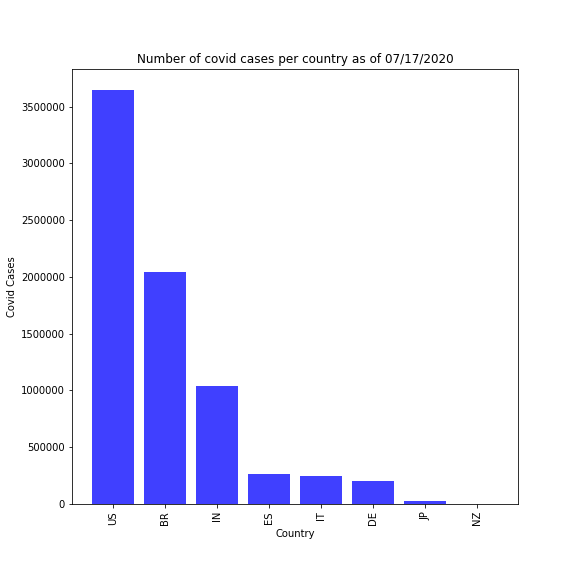 Number of covid cases per country as of 07/17/2020
3500000
3000000
2500000
2000000
1500000
1000000
500000
0
Covid Cases
US
BR
IN
ES
IT
DE
JP
NZ
Country